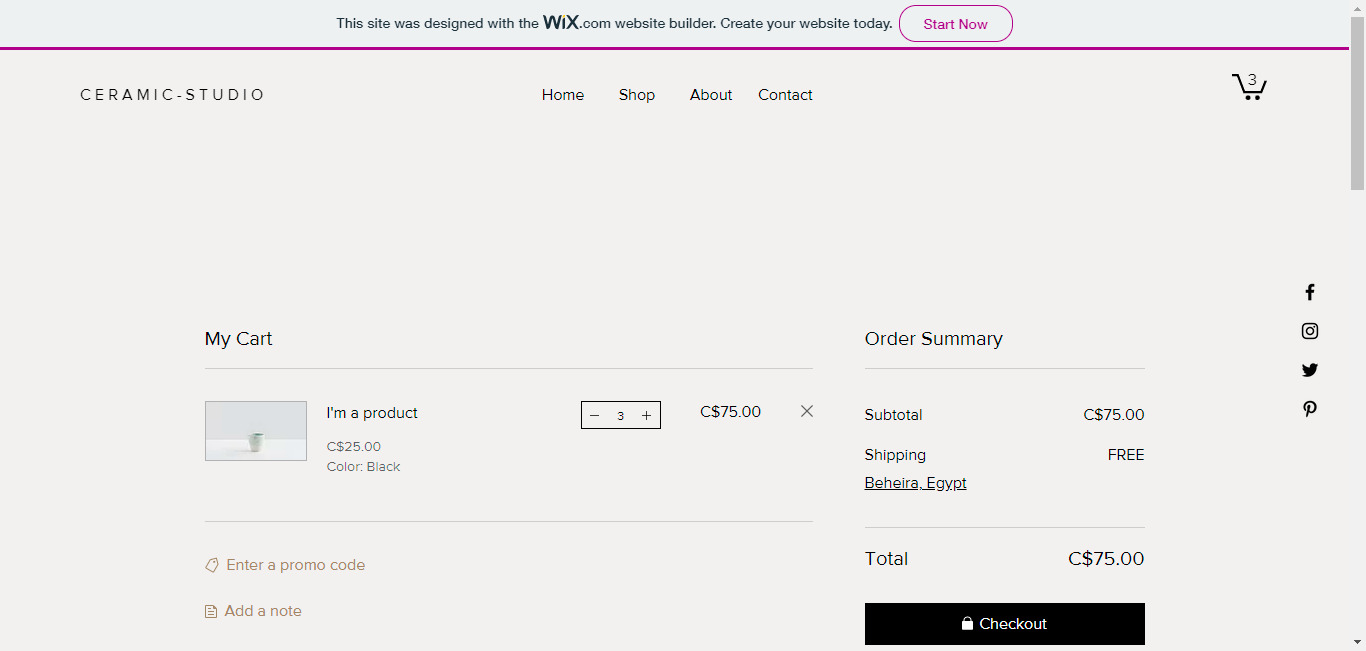 This site was designed with the WiX.com website builder. Create your website today. Start Now
CERAMIC-STUDIO
Home Shop About Contact
3
My Cart
I'm a product
C$25.00
Color: Black
3
C$75.00
Enter a promo code
Add a note
Order Summary
Subtotal C$75.00
Shipping FREE
Beheira, Egypt
Total C$75.00
Checkout